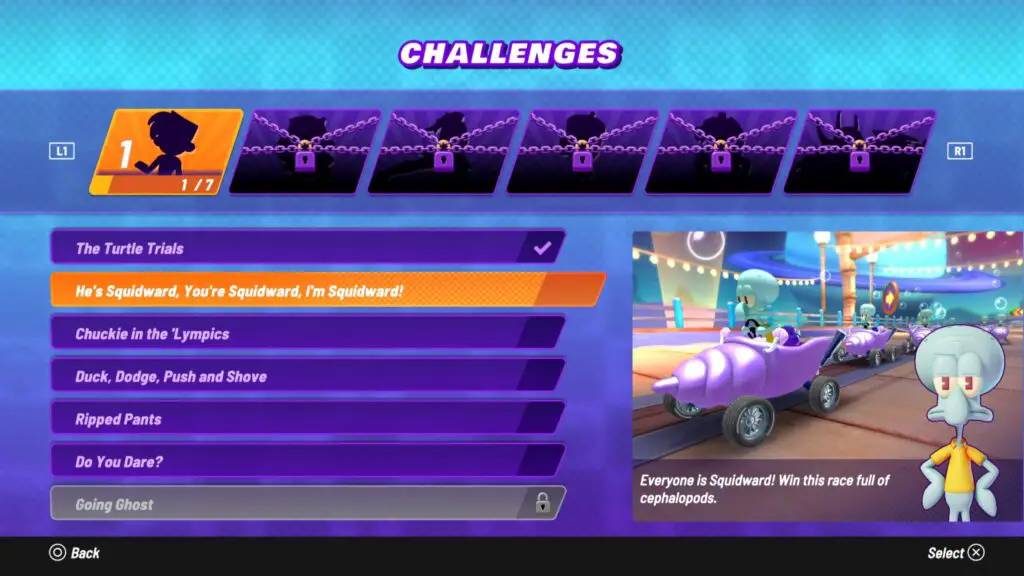 CHALLENGES
L1
1
1 / 7
R1
The Turtle Trials
He's Squidward, You're Squidward, I'm Squidward!
Chuckie in the 'Lympics
Duck, Dodge, Push and Shove
Ripped Pants
Do You Dare?
Going Ghost
Everyone is Squidward! Win this race full of
cephalopods.
Back
Select